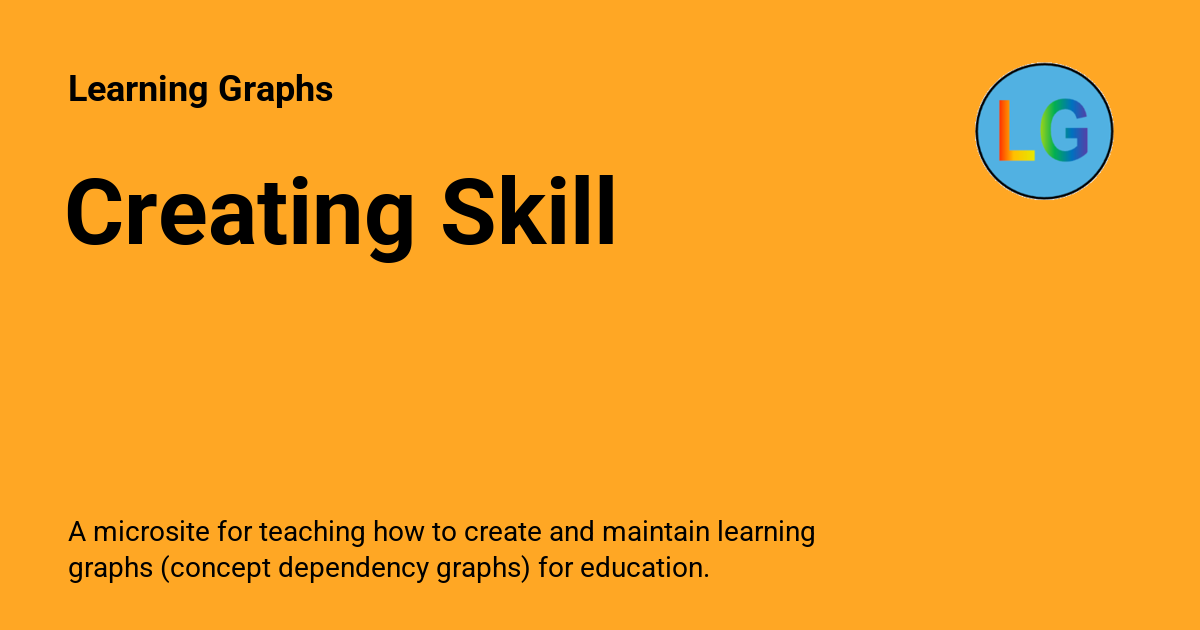 Learning Graphs
LG
Creating Skill
A microsite for teaching how to create and maintain learning
graphs (concept dependency graphs) for education.